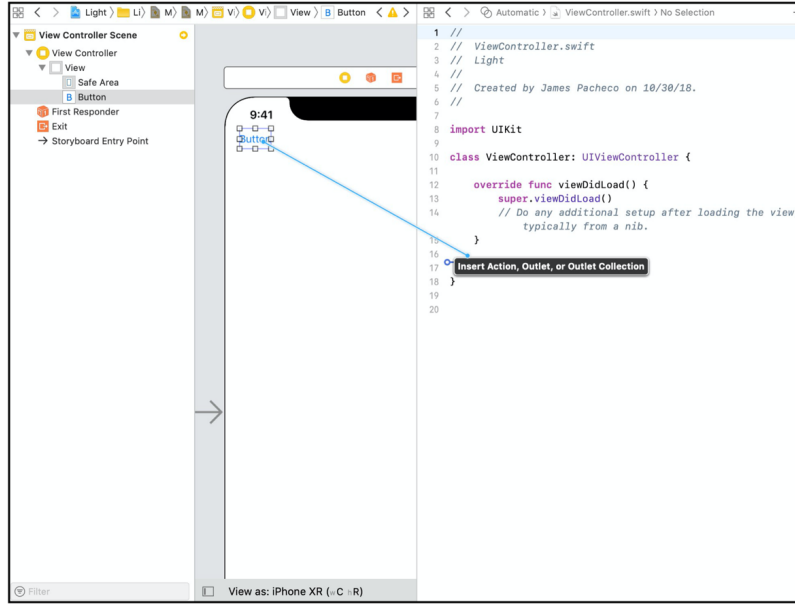 Light Li M M Vi Vi View B Button
Automatic ViewController.swift No Selection
View Controller Scene
View Controller
View
Safe Area
B Button
First Responder
Exit
Storyboard Entry Point
9:41
Button
1 //
2 // ViewController.swift
3 // Light
4 //
5 // Created by James Pacheco on 10/30/18.
6 //
7
8 import UIKit
9
10 class ViewController: UIViewController {
11
12 override func viewDidLoad() {
13 super.viewDidLoad()
14 // Do any additional setup after loading the view
typically from a nib.
15 }
16
17 Insert Action, Outlet, or Outlet Collection
18 }
19
20
Filter
View as: iPhone XR (wC hR)